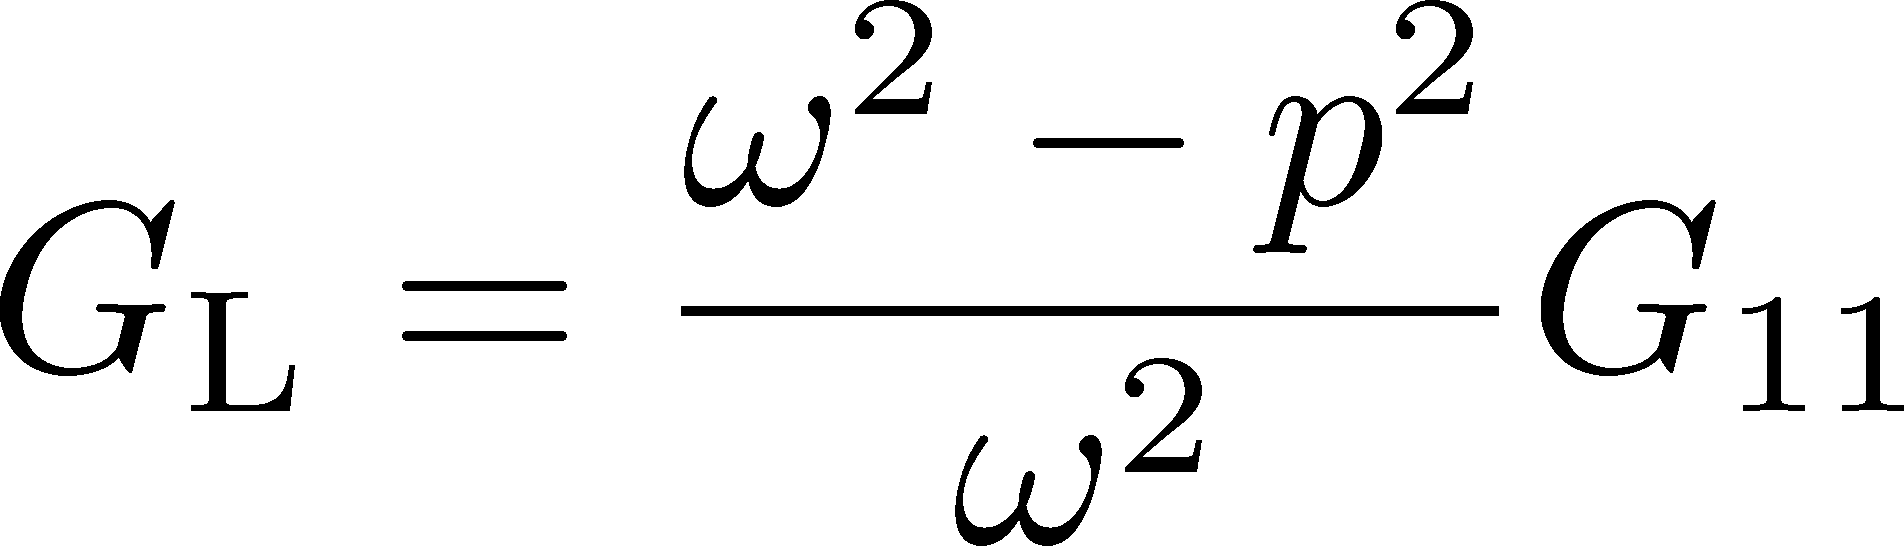 G_L = \frac{\omega^2 - p^2}{\omega^2} G_{11}